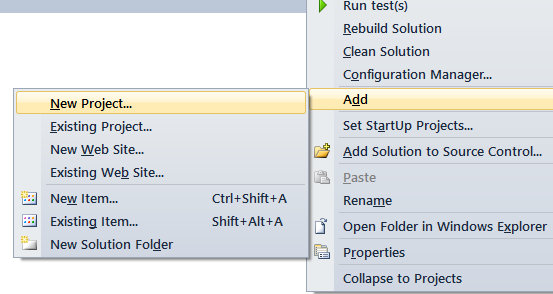 Run test(s)
Rebuild Solution
Clean Solution
Configuration Manager...
Add
Set StartUp Projects...
Add Solution to Source Control...
Paste
Rename
Open Folder in Windows Explorer
Properties
Collapse to Projects
New Project...
Existing Project...
New Web Site...
Existing Web Site...
New Item... Ctrl+Shift+A
Existing Item... Shift+Alt+A
New Solution Folder